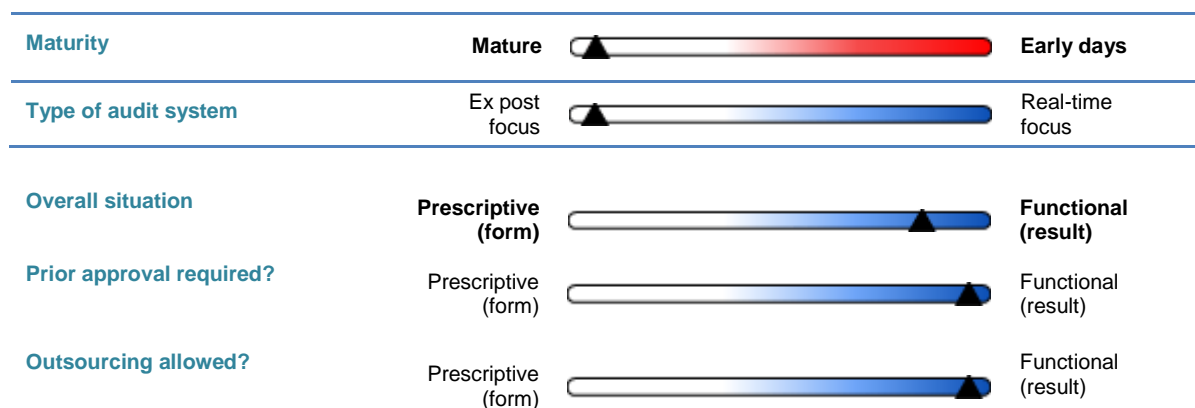 Maturity
Mature
Early days
Type of audit system
Ex post
focus
Real-time
focus
Overall situation
Prescriptive
(form)
Functional
(result)
Prior approval required?
Prescriptive
(form)
Functional
(result)
Outsourcing allowed?
Prescriptive
(form)
Functional
(result)